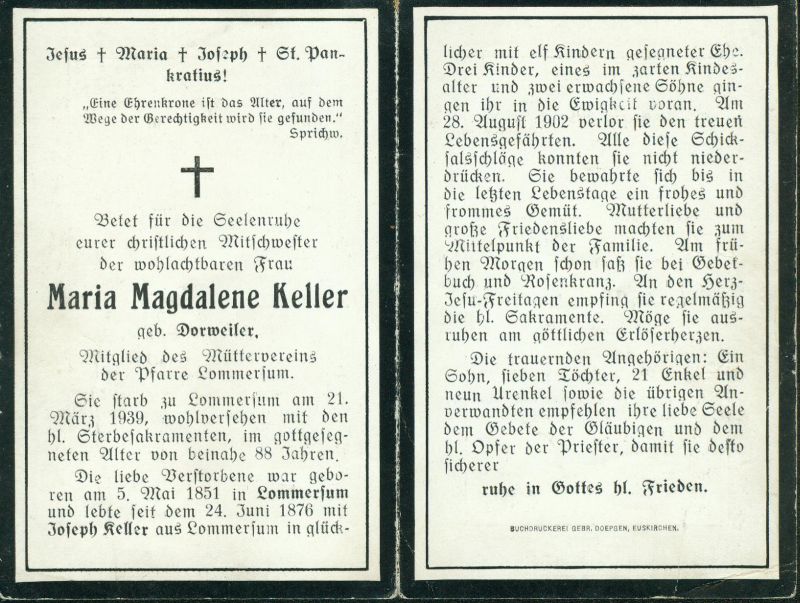 Jesus † Maria † Joseph † St. Pan-
kratius!
„Eine Ehrenkrone ist das Alter, auf dem
Wege der Gerechtigkeit wird sie gefunden."
Sprichw.
Betet für die Seelenruhe
eurer christlichen Mitschwester
der wohlachtbaren Frau
Maria Magdalene Keller
geb. Dorweiler,
Mitglied des Müttervereins
der Pfarre Lommersum.
Sie starb zu Lommersum am 21.
März 1939, wohlversehen mit den
hl. Sterbesakramenten, im gottgeseg-
neten Alter von beinahe 88 Jahren.
Die liebe Verstorbene war gebo-
ren am 5. Mai 1851 in Lommersum
und lebte seit dem 24. Juni 1876 mit
Joseph Keller aus Lommersum in glück-
licher mit elf Kindern gesegneter Ehe.
Drei Kinder, eines im zarten Kindes-
alter und zwei erwachsene Söhne gin-
gen ihr in die Ewigkeit voran. Am
28. August 1902 verlor sie den treuen
Lebensgefährten. Alle diese Schick-
salsschläge konnten sie nicht nieder-
drücken. Sie bewahrte sich bis in
die letzten Lebenstage ein frohes und
frommes Gemüt. Mutterliebe und
große Friedensliebe machten sie zum
Mittelpunkt der Familie. Am frü-
hen Morgen schon saß sie bei Gebet-
buch und Rosenkranz. An den Herz-
Jesu-Freitagen empfing sie regelmäßig
die hl. Sakramente. Möge sie aus-
ruhen am göttlichen Erlöserherzen.
Die trauernden Angehörigen: Ein
Sohn, sieben Töchter, 21 Enkel und
neun Urenkel sowie die übrigen An-
verwandten empfehlen ihre liebe Seele
dem Gebete der Gläubigen und dem
hl. Opfer der Priester, damit sie desto
sicherer
ruhe in Gottes hl. Frieden.
BUCHDRUCKEREI GEBR. DOEPGEN, EUSKIRCHEN.